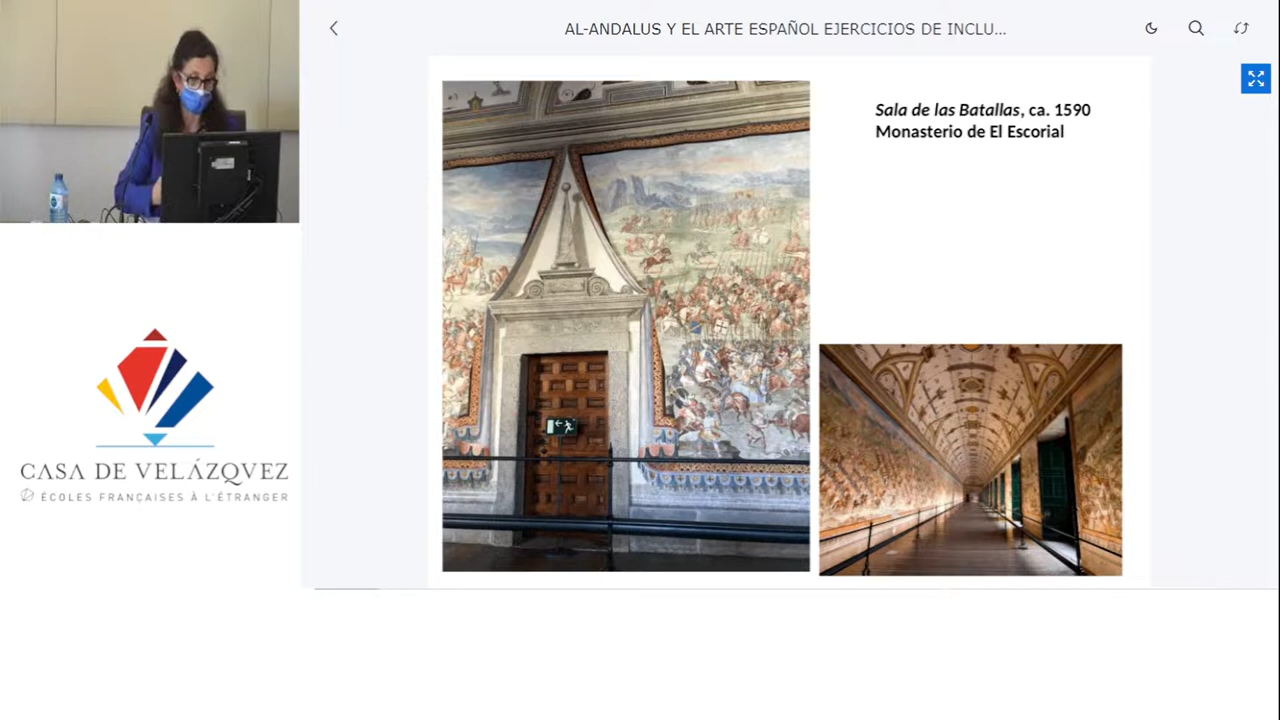 AL-ANDALUS Y EL ARTE ESPAÑOL EJERCICIOS DE INCLU...
Sala de las Batallas, ca. 1590
Monasterio de El Escorial
CASA DE VELÁZQVEZ
ÉCOLES FRANÇAISES À L'ÉTRANGER